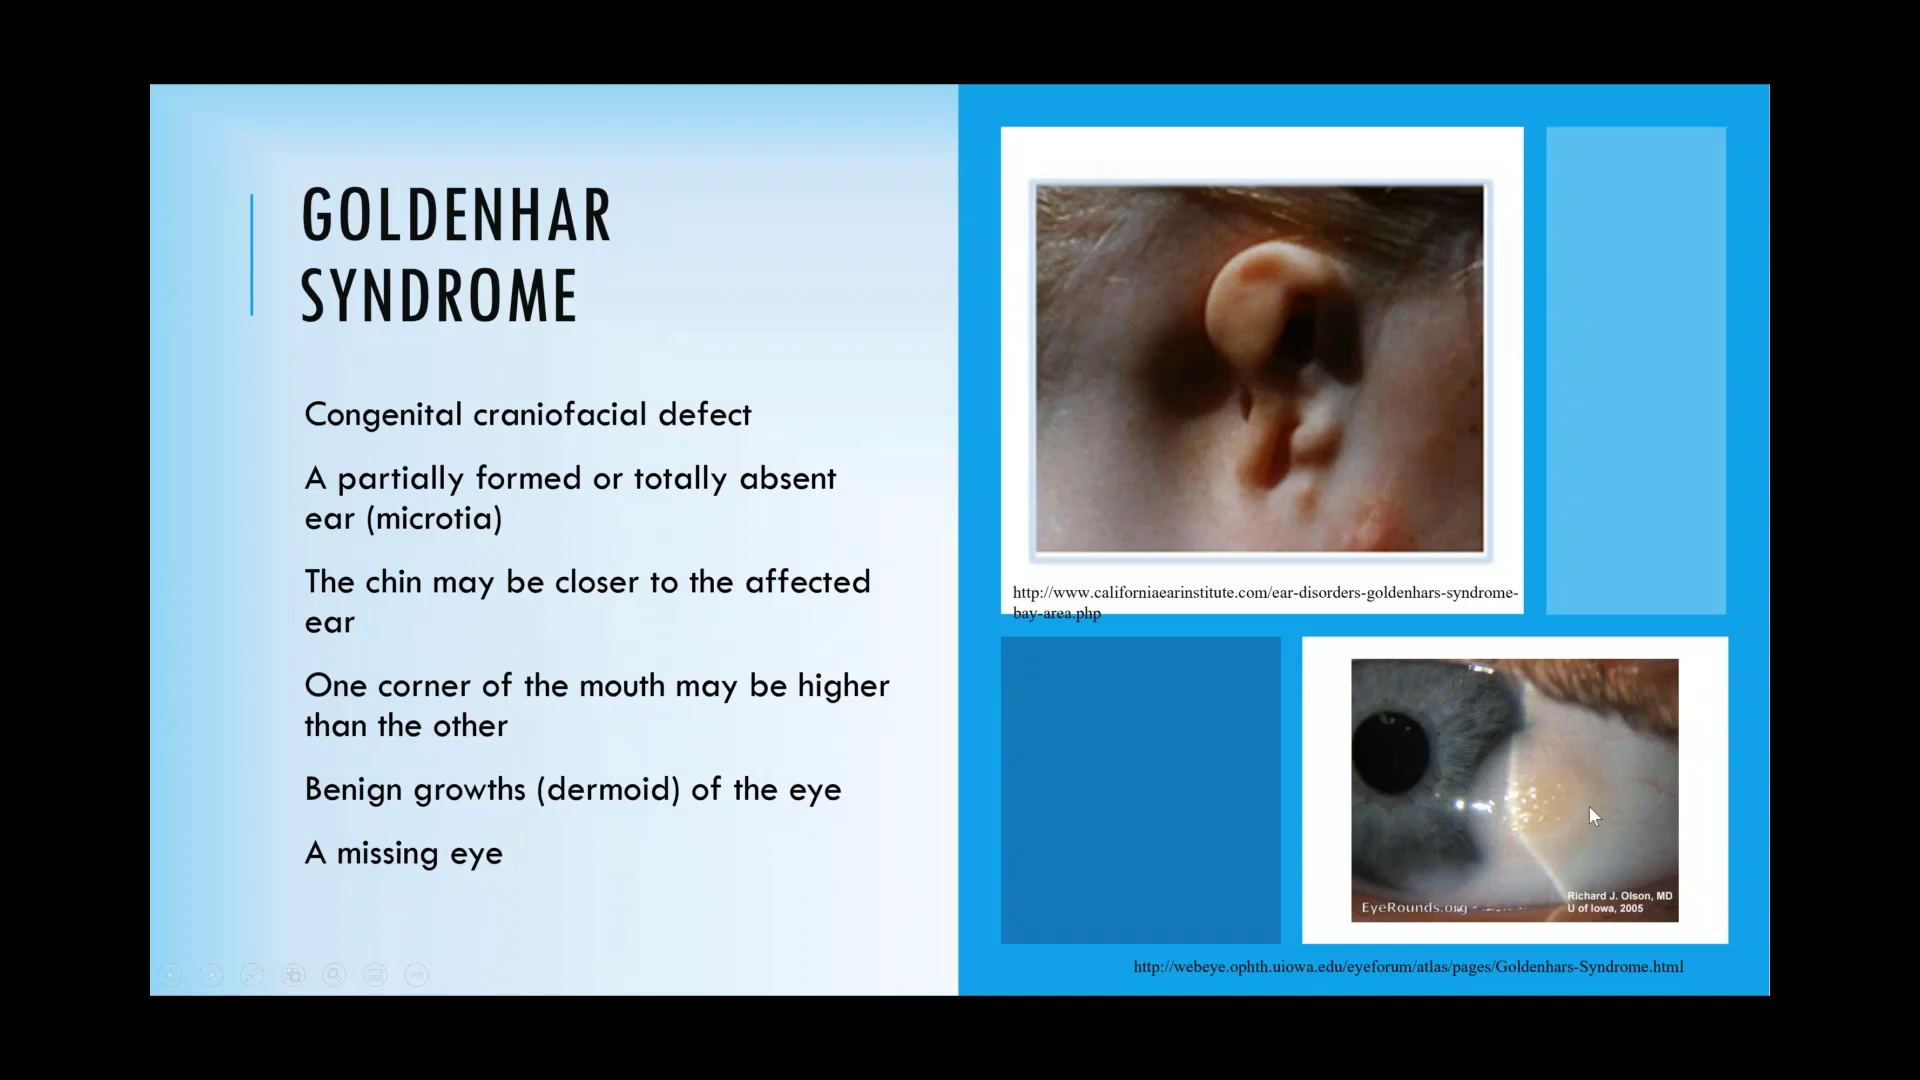 GOLDENHAR
SYNDROME
Congenital craniofacial defect
A partially formed or totally absent
ear (microtia)
The chin may be closer to the affected
ear
One corner of the mouth may be higher
than the other
Benign growths (dermoid) of the eye
A missing eye
http://www.californiaearinstitute.com/ear-disorders-goldenhars-syndrome-
bay-area.php
Richard J. Olson, MD
EyeRounds.org
U of Iowa, 2005
http://webeye.ophth.uiowa.edu/eyeforum/atlas/pages/Goldenhars-Syndrome.html